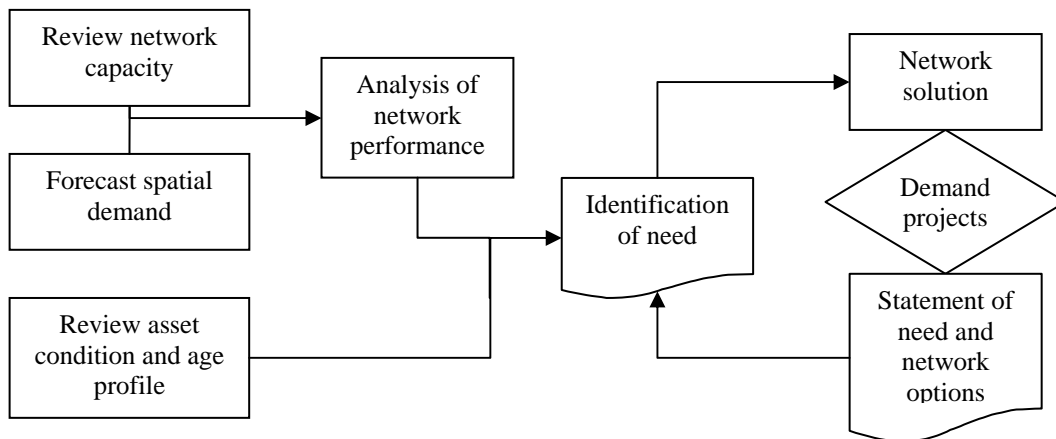 Review network
capacity
Forecast spatial
demand
Review asset
condition and age
profile
Analysis of
network
performance
Identification
of need
Network
solution
Demand
projects
Statement of
need and
network
options